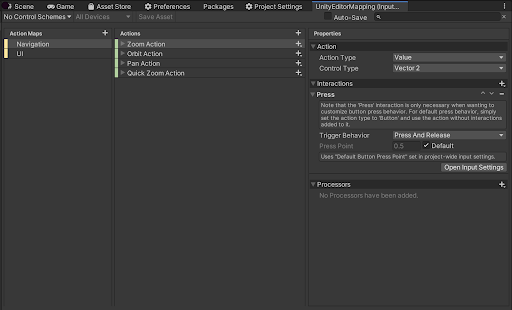 Scene Game Asset Store Preferences Packages Project Settings UnityEditorMapping (Input...
No Control Schemes All Devices Save Asset Auto-Save
Action Maps
Navigation
UI
Actions
Zoom Action
Orbit Action
Pan Action
Quick Zoom Action
Properties
Action
Action Type Value
Control Type Vector 2
Interactions
Press
Note that the 'Press' interaction is only necessary when wanting to
customize button press behavior. For default press behavior, simply
set the action type to 'Button' and use the action without interactions
added to it.
Trigger Behavior Press And Release
Press Point 0.5 Default
Uses "Default Button Press Point" set in project-wide input settings.
Open Input Settings
Processors
No Processors have been added.